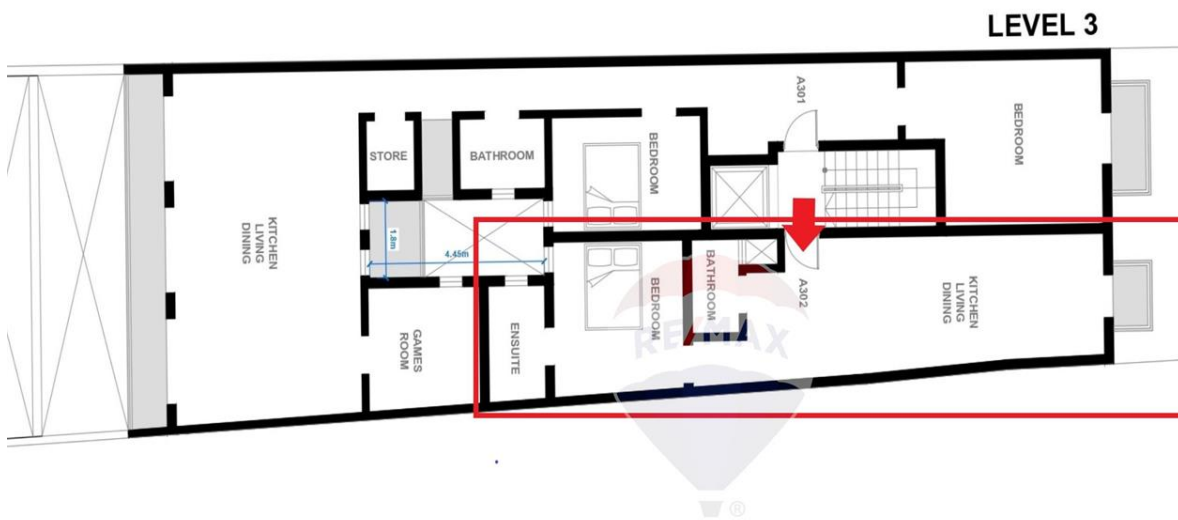 LEVEL 3
A301
BEDROOM
STORE
BATHROOM
BEDROOM
KITCHEN
LIVING
DINING
1.8m
4.45m
BEDROOM
BATHROOM
A302
KITCHEN
LIVING
DINING
GAMES
ROOM
ENSUITE
RE/MAX
®